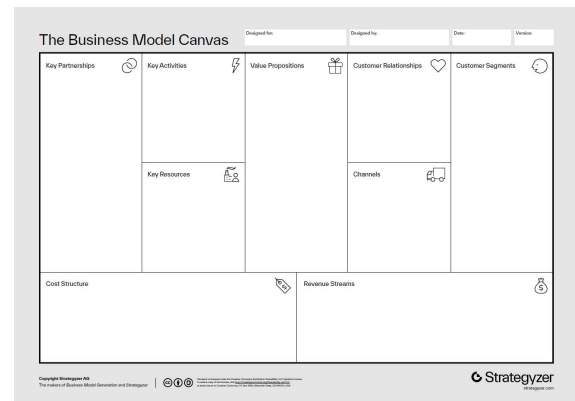 The Business Model Canvas
Designed for:
Designed by:
Date:
Version:
Key Partnerships
Key Activities
Value Propositions
Customer Relationships
Customer Segments
Key Resources
Channels
Cost Structure
Revenue Streams
Copyright Strategyzer AG
The makers of Business Model Generation and Strategyzer
Strategyzer
strategyzer.com